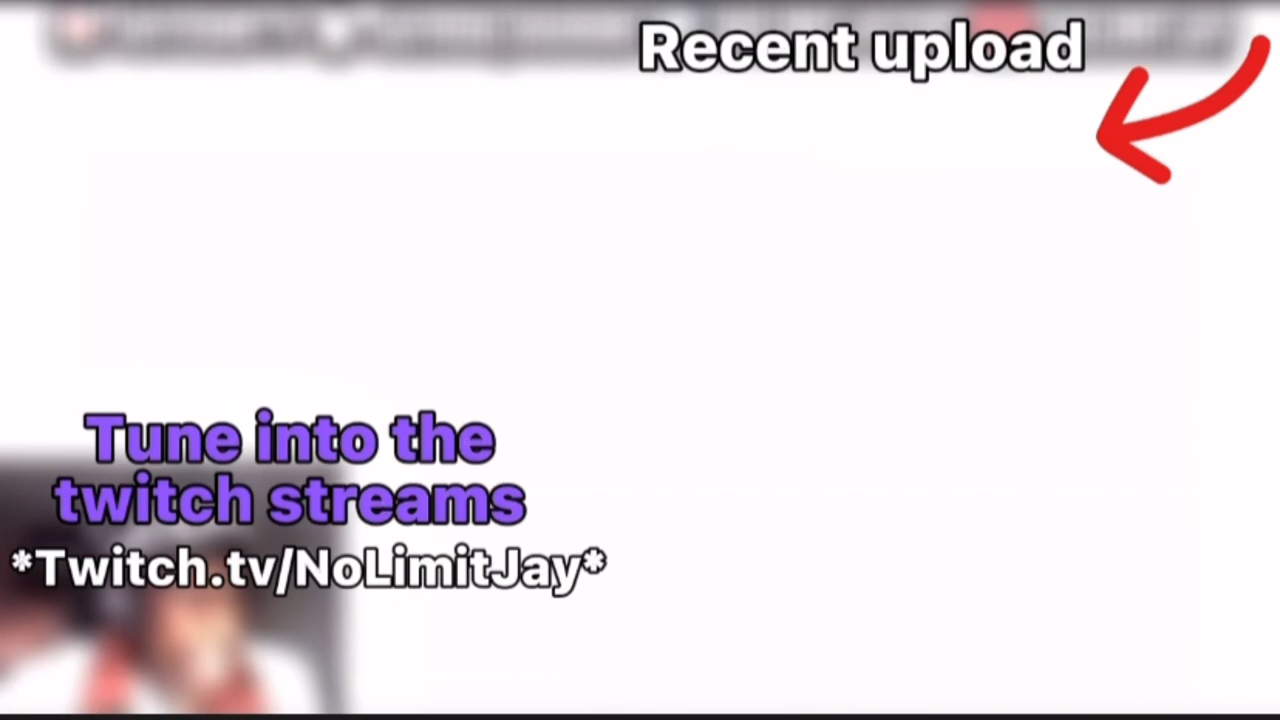 Recent upload
Tune into the
twitch streams
*Twitch.tv/NoLimitJay*